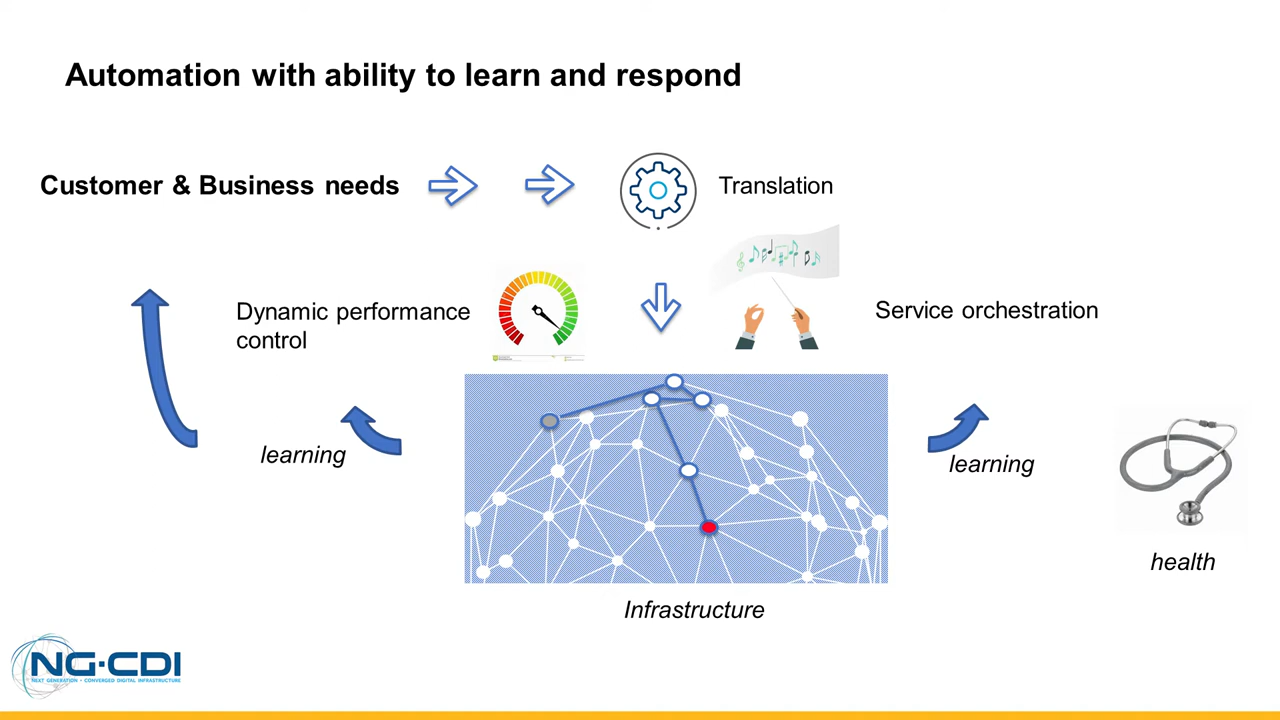 Automation with ability to learn and respond
Customer & Business needs
Translation
Dynamic performance
control
Service orchestration
learning
learning
health
Infrastructure
NG-CDI
NEXT GENERATION - CONVERGED DIGITAL INFRASTRUCTURE